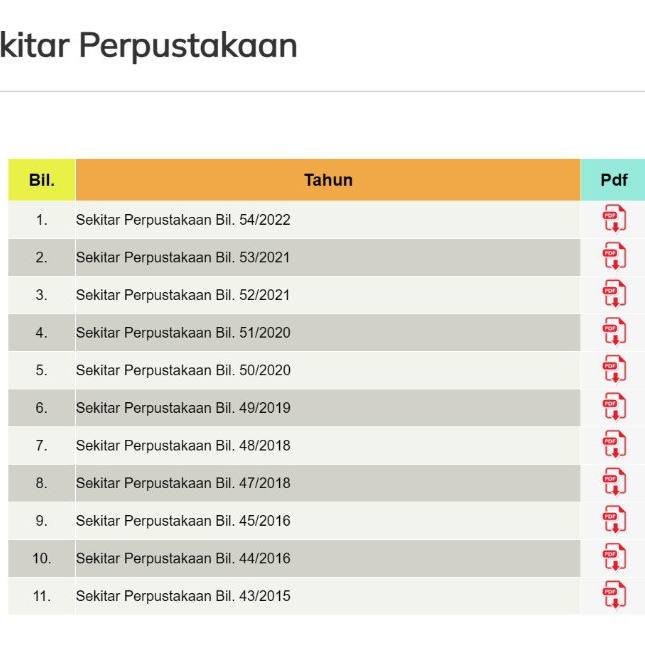 kitar Perpustakaan
Bil. Tahun Pdf
1. Sekitar Perpustakaan Bil. 54/2022 PDF
2. Sekitar Perpustakaan Bil. 53/2021 PDF
3. Sekitar Perpustakaan Bil. 52/2021 PDF
4. Sekitar Perpustakaan Bil. 51/2020 PDF
5. Sekitar Perpustakaan Bil. 50/2020 PDF
6. Sekitar Perpustakaan Bil. 49/2019 PDF
7. Sekitar Perpustakaan Bil. 48/2018 PDF
8. Sekitar Perpustakaan Bil. 47/2018 PDF
9. Sekitar Perpustakaan Bil. 45/2016 PDF
10. Sekitar Perpustakaan Bil. 44/2016 PDF
11. Sekitar Perpustakaan Bil. 43/2015 PDF